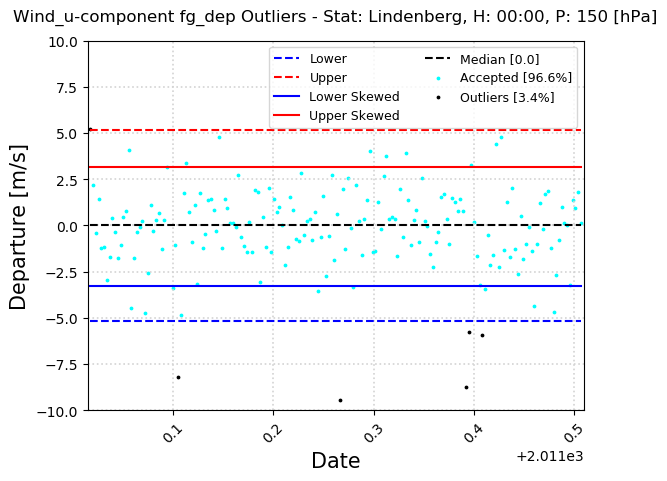 Wind_u-component fg_dep Outliers - Stat: Lindenberg, H: 00:00, P: 150 [hPa]
Departure [m/s]
10.0
7.5
5.0
2.5
0.0
−2.5
−5.0
−7.5
−10.0
Lower
Upper
Lower Skewed
Upper Skewed
Median [0.0]
Accepted [96.6%]
Outliers [3.4%]
0.1
0.2
0.3
0.4
0.5
+2.011e3
Date